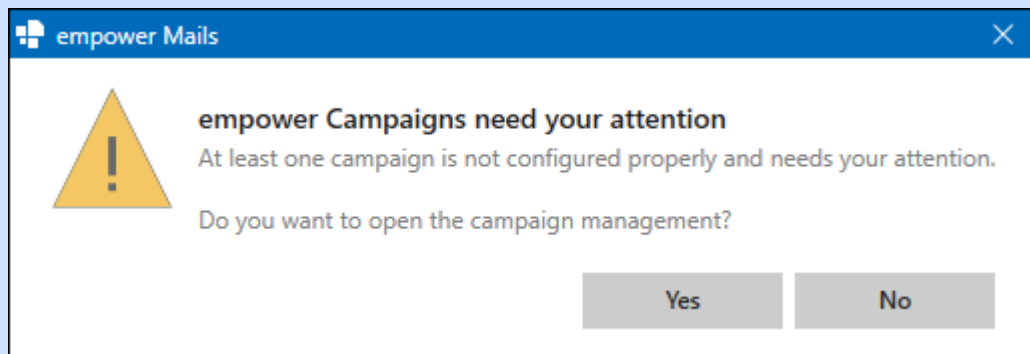 empower Mails
empower Campaigns need your attention
At least one campaign is not configured properly and needs your attention.
Do you want to open the campaign management?
Yes No